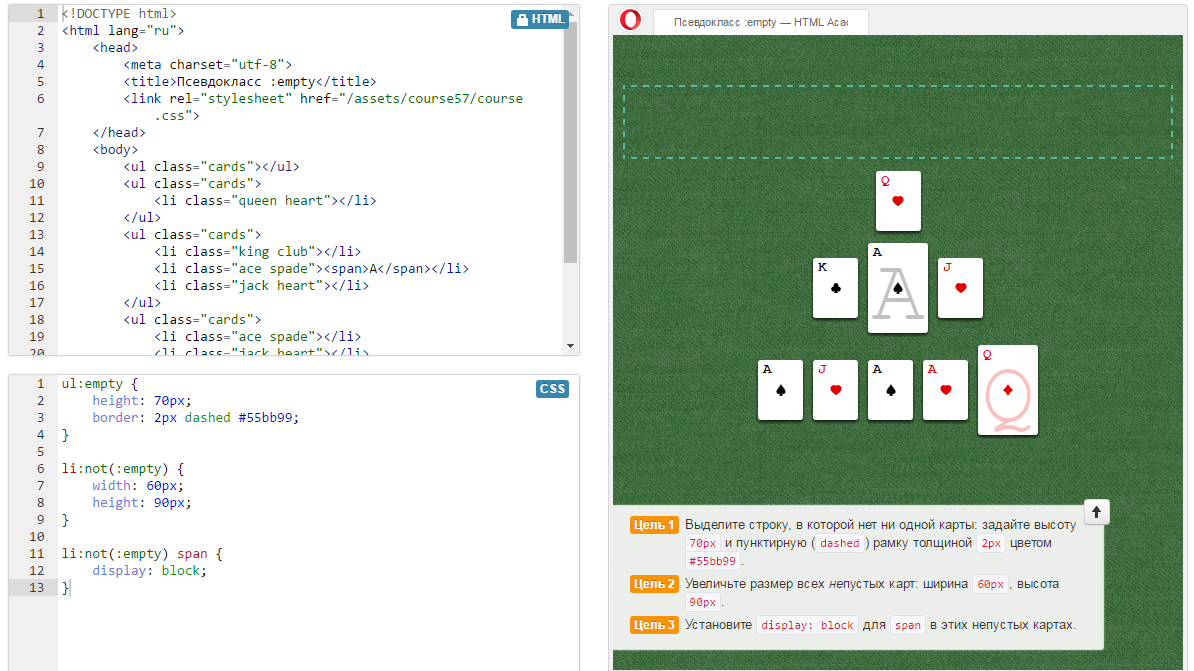 1 <!DOCTYPE html>
2 <html lang="ru">
3 <head>
4 <meta charset="utf-8">
5 <title>Псевдокласс :empty</title>
6 <link rel="stylesheet" href="/assets/course57/course
.css">
7 </head>
8 <body>
9 <ul class="cards"></ul>
10 <ul class="cards">
11 <li class="queen heart"></li>
12 </ul>
13 <ul class="cards">
14 <li class="king club"></li>
15 <li class="ace spade"><span>A</span></li>
16 <li class="jack heart"></li>
17 </ul>
18 <ul class="cards">
19 <li class="ace spade"></li>
20 <li class="jack heart"></li>
HTML
1 ul:empty {
2 height: 70px;
3 border: 2px dashed #55bb99;
4 }
5
6 li:not(:empty) {
7 width: 60px;
8 height: 90px;
9 }
10
11 li:not(:empty) span {
12 display: block;
13 }
CSS
Псевдокласс :empty — HTML Acac
Q
K A J
A
A J A A Q
Q
Цель 1 Выделите строку, в которой нет ни одной карты: задайте высоту
70px и пунктирную ( dashed ) рамку толщиной 2px цветом
#55bb99 .
Цель 2 Увеличьте размер всех непустых карт: ширина 60px , высота
90px .
Цель 3 Установите display: block для span в этих непустых картах.